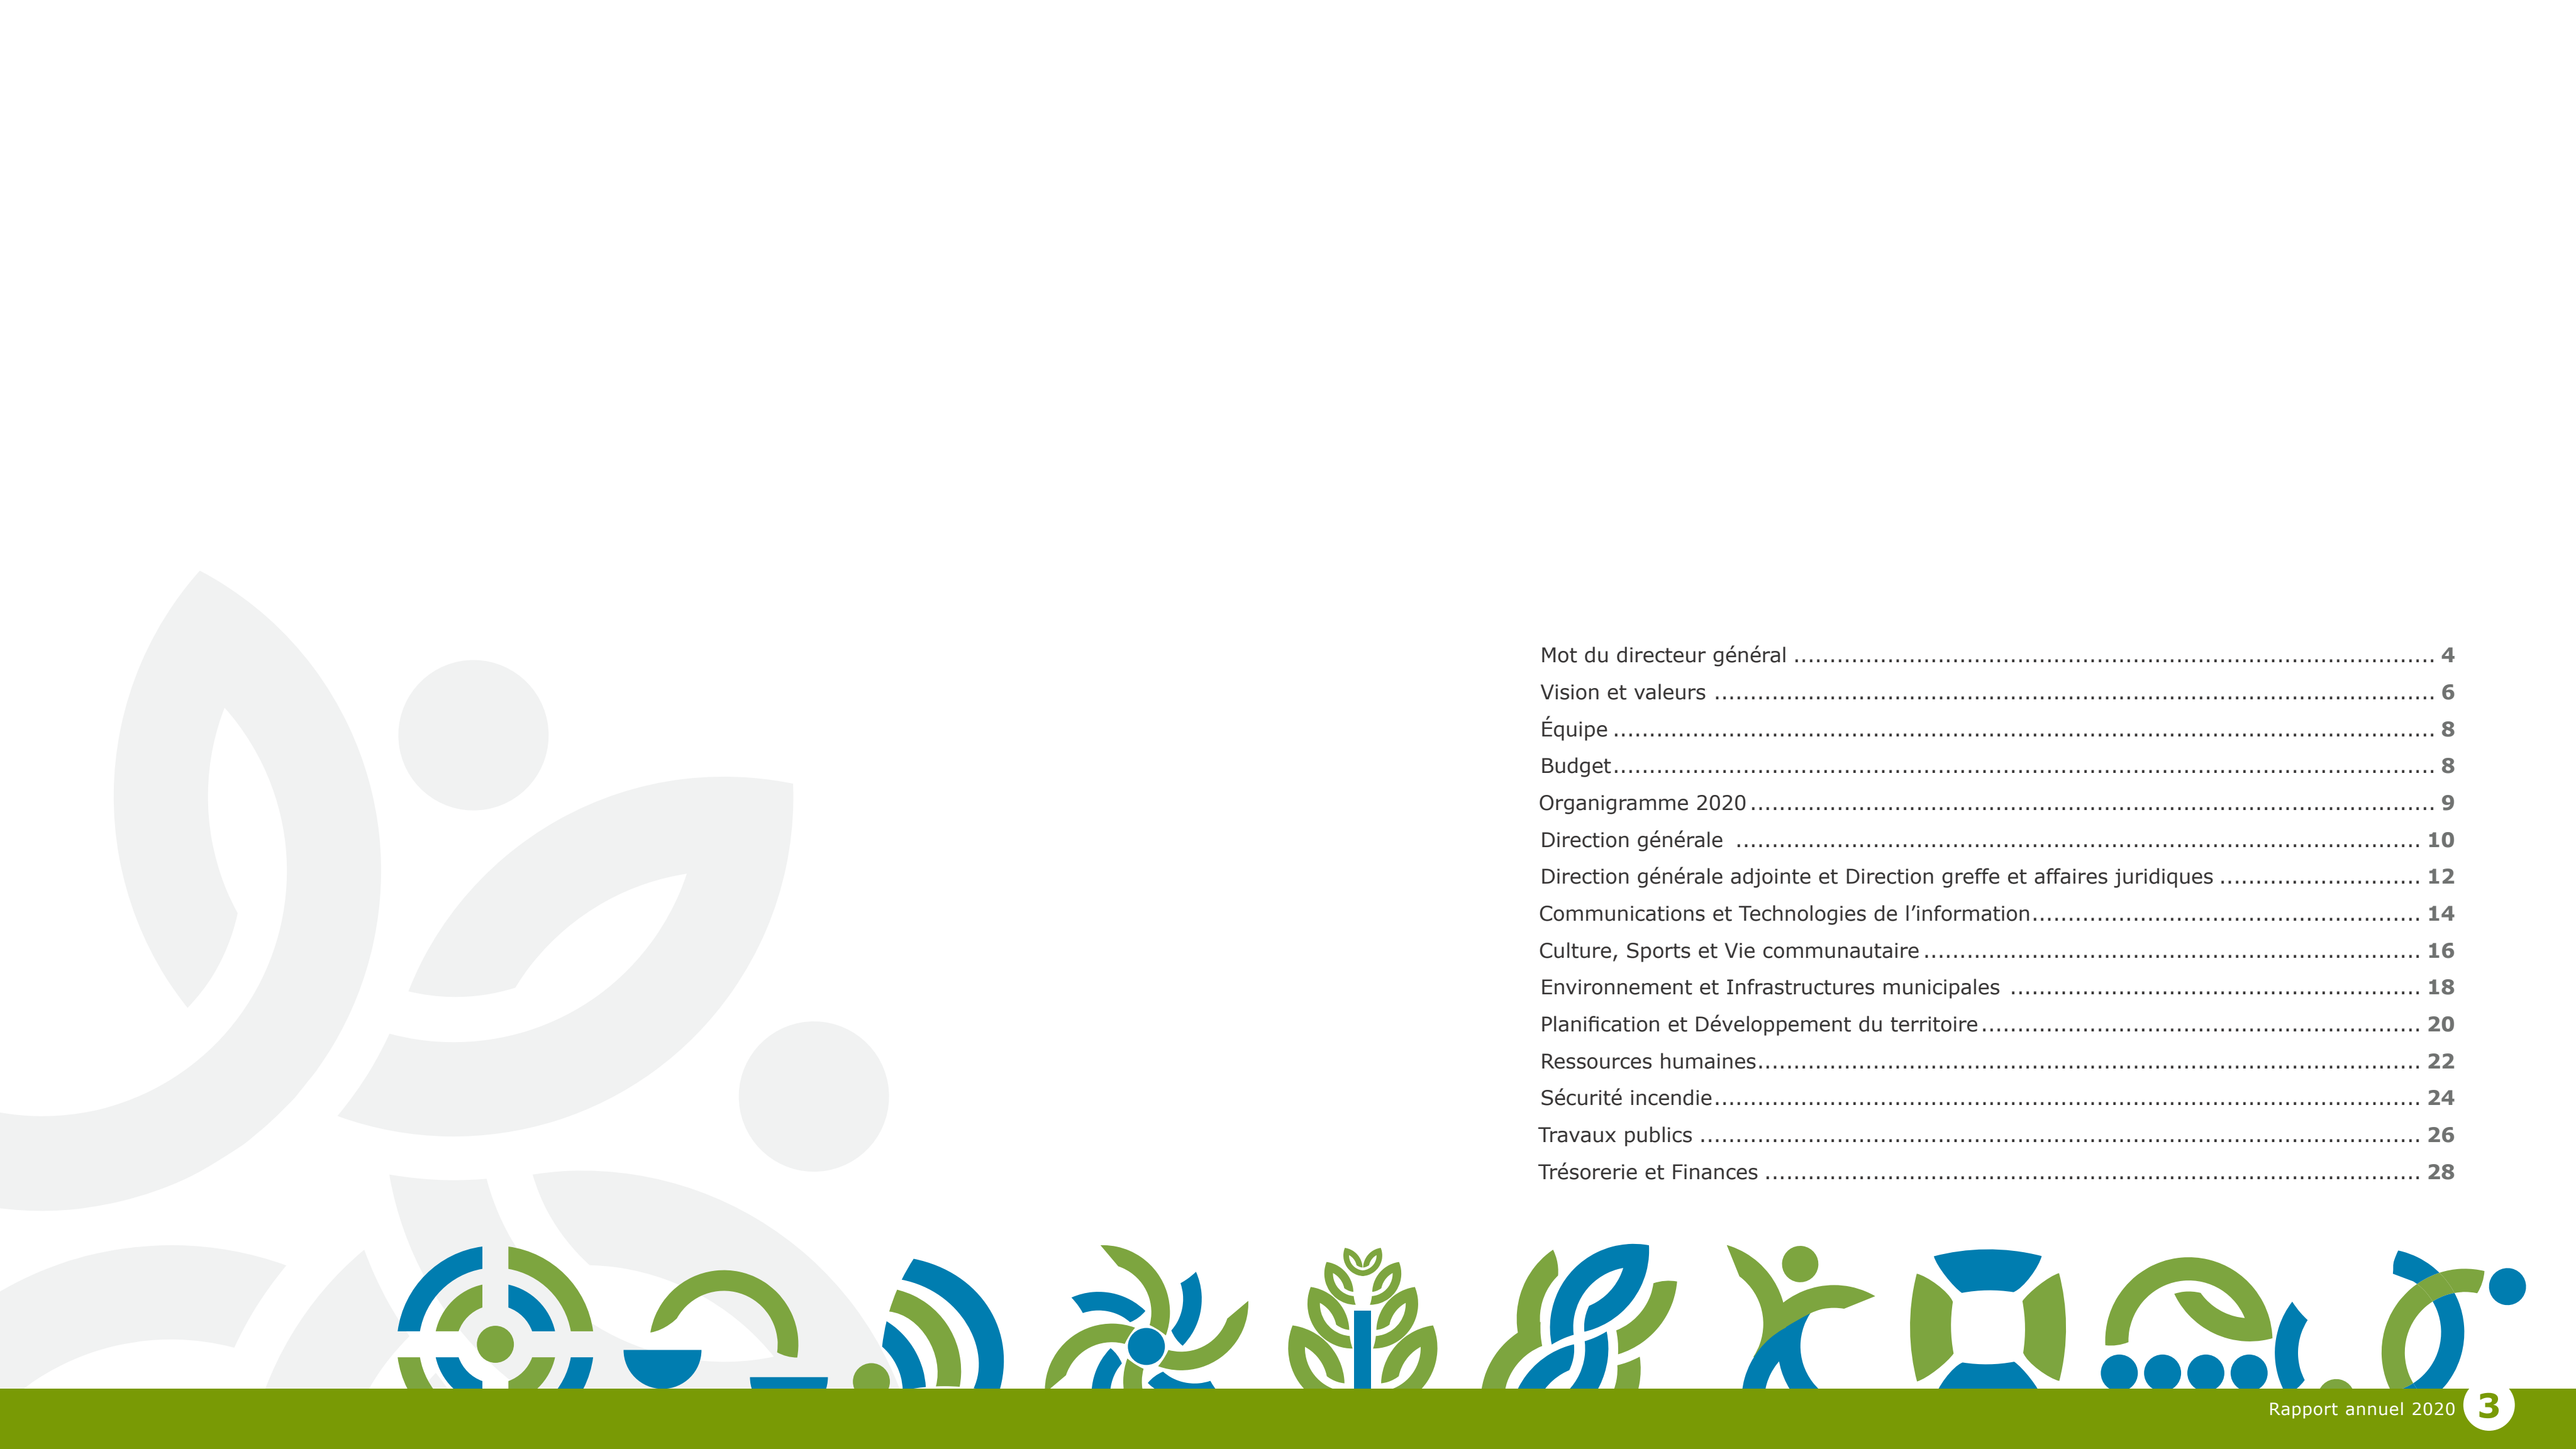 Mot du directeur général ........................................................................................ 4
Vision et valeurs ................................................................................................... 6
Équipe ................................................................................................................. 8
Budget................................................................................................................. 8
Organigramme 2020 .............................................................................................. 9
Direction générale ............................................................................................... 10
Direction générale adjointe et Direction greffe et affaires juridiques ............................ 12
Communications et Technologies de l’information...................................................... 14
Culture, Sports et Vie communautaire ..................................................................... 16
Environnement et Infrastructures municipales ......................................................... 18
Planification et Développement du territoire ............................................................. 20
Ressources humaines............................................................................................ 22
Sécurité incendie.................................................................................................. 24
Travaux publics .................................................................................................... 26
Trésorerie et Finances ........................................................................................... 28
Rapport annuel 2020 3